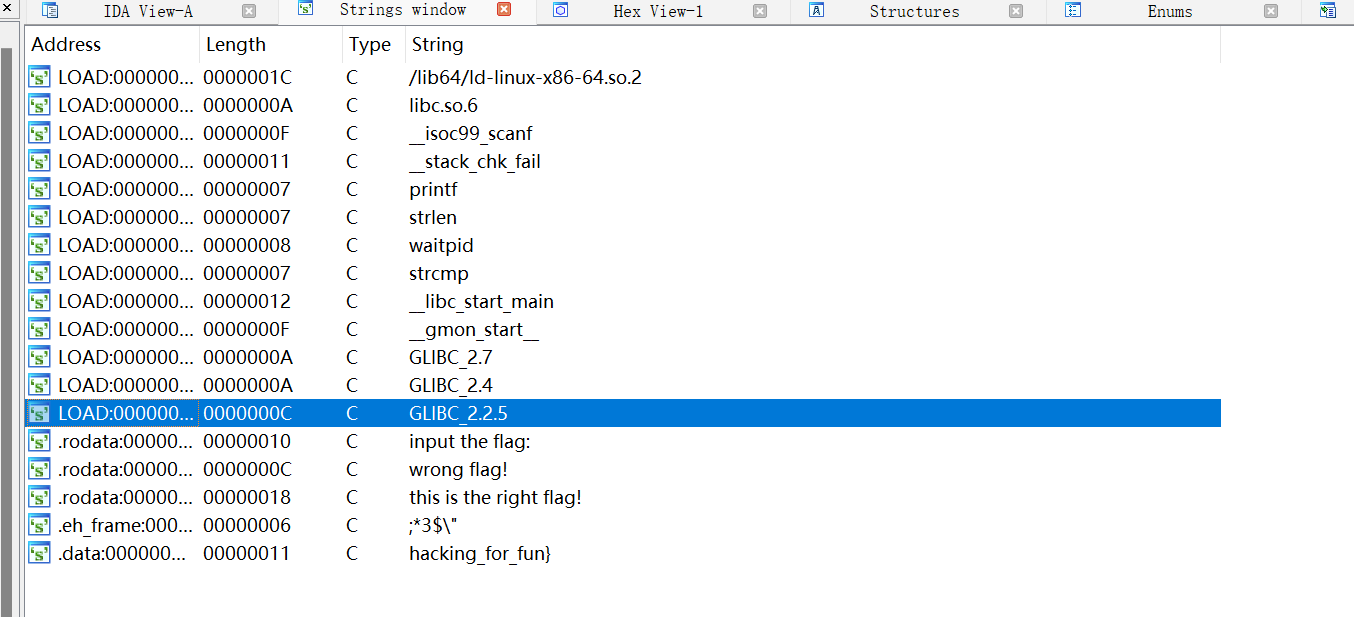 IDA View-A Strings window Hex View-1 Structures Enums
Address Length Type String
LOAD:000000... 0000001C C /lib64/ld-linux-x86-64.so.2
LOAD:000000... 0000000A C libc.so.6
LOAD:000000... 0000000F C __isoc99_scanf
LOAD:000000... 00000011 C __stack_chk_fail
LOAD:000000... 00000007 C printf
LOAD:000000... 00000007 C strlen
LOAD:000000... 00000008 C waitpid
LOAD:000000... 00000007 C strcmp
LOAD:000000... 00000012 C __libc_start_main
LOAD:000000... 0000000F C __gmon_start__
LOAD:000000... 0000000A C GLIBC_2.7
LOAD:000000... 0000000A C GLIBC_2.4
LOAD:000000... 0000000C C GLIBC_2.2.5
.rodata:00000... 00000010 C input the flag:
.rodata:00000... 0000000C C wrong flag!
.rodata:00000... 00000018 C this is the right flag!
.eh_frame:000... 00000006 C ;*3$\"
.data:000000... 00000011 C hacking_for_fun}